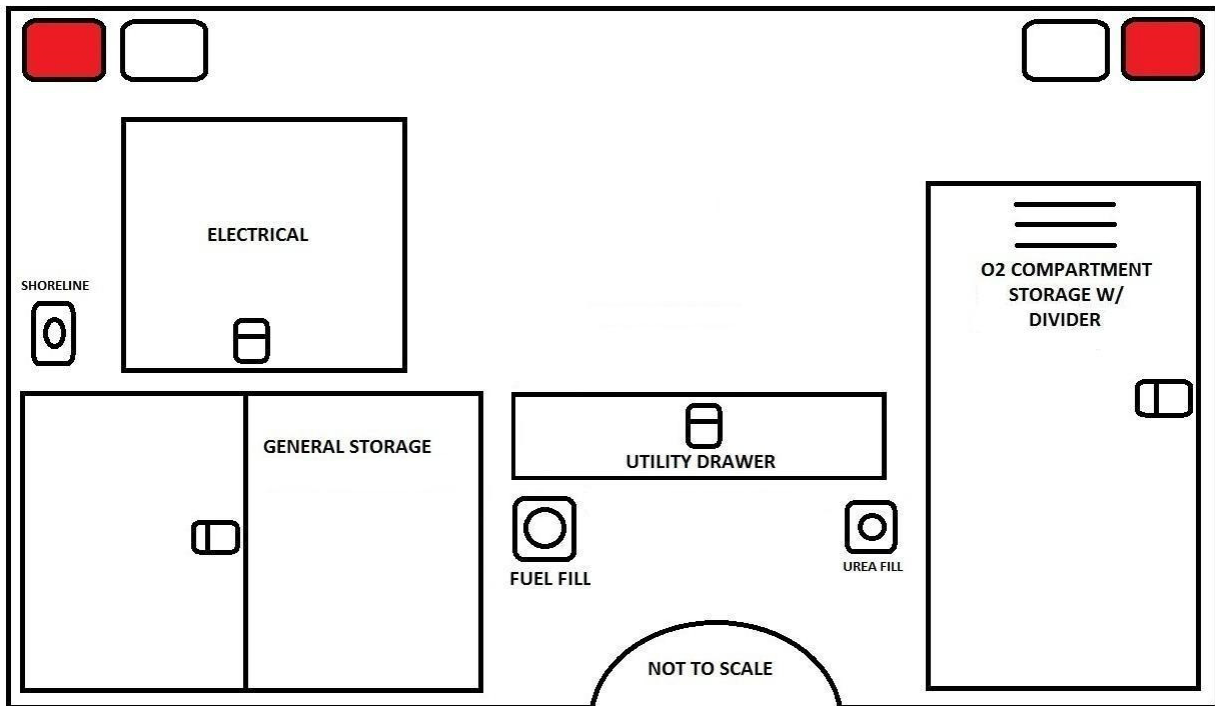 ELECTRICAL
O2 COMPARTMENT
STORAGE W/
DIVIDER
SHORELINE
GENERAL STORAGE
UTILITY DRAWER
FUEL FILL
UREA FILL
NOT TO SCALE